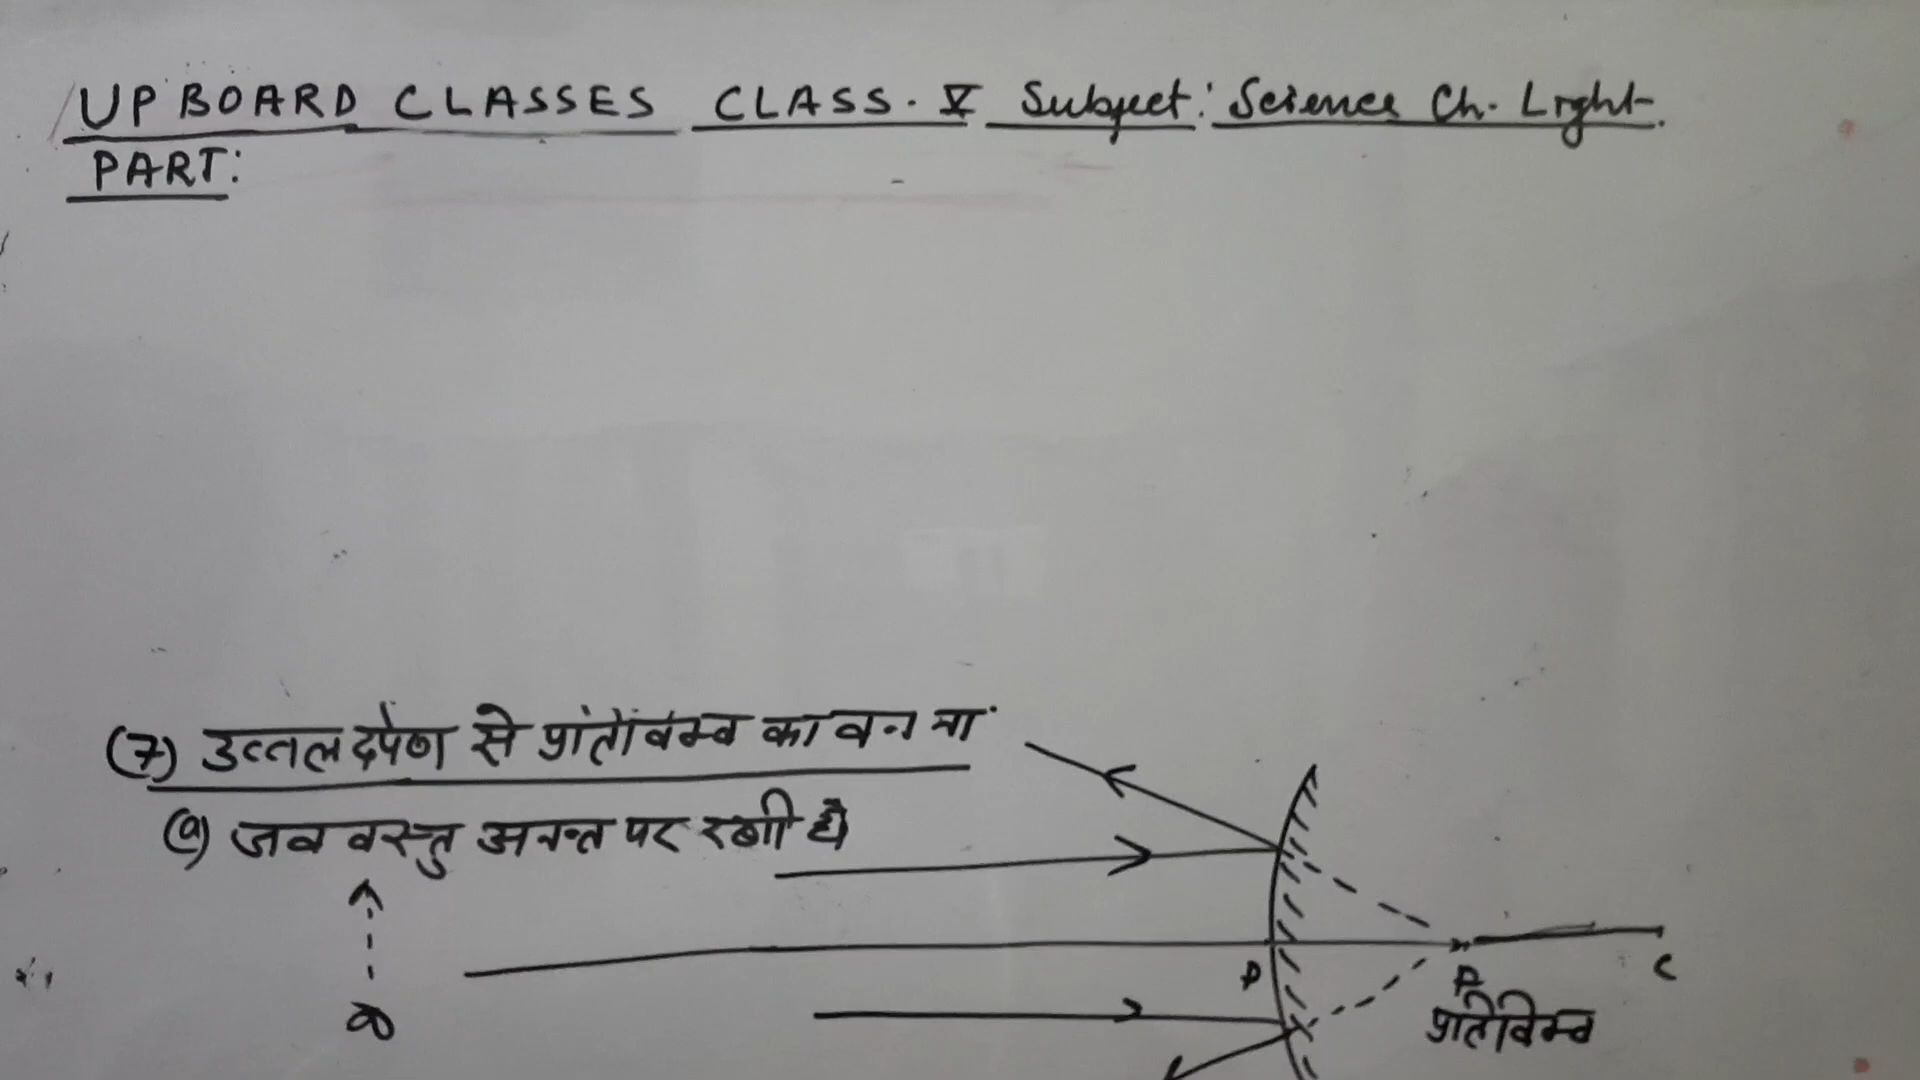 UP BOARD CLASSES CLASS. X Subject: Science Ch. Light.
PART:
(7) उत्तल दर्पण से प्रतिबिम्ब का बनना
(a) जब वस्तु अनन्त पर रखी हो
∞
P
F
C
प्रतिबिम्ब